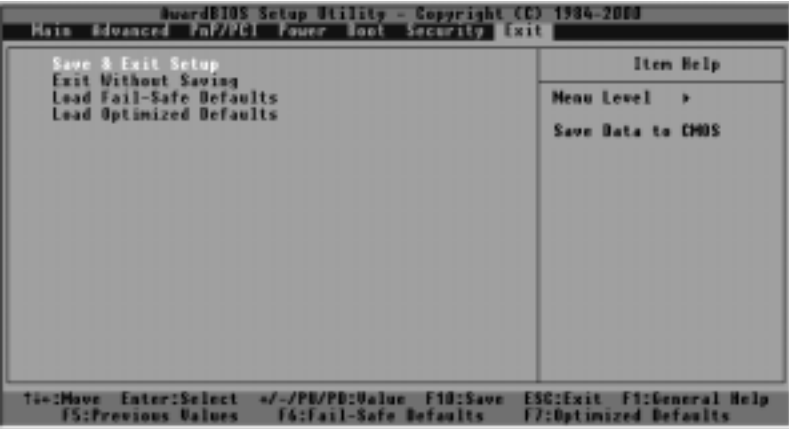 AwardBIOS Setup Utility - Copyright (C) 1984-2000
Main Advanced PnP/PCI Power Boot Security Exit
Save & Exit Setup
Exit Without Saving
Load Fail-Safe Defaults
Load Optimized Defaults
Item Help
Menu Level ▸
Save Data to CMOS
↑↓←:Move Enter:Select +/-/PU/PD:Value F10:Save ESC:Exit F1:General Help
F5:Previous Values F6:Fail-Safe Defaults F7:Optimized Defaults